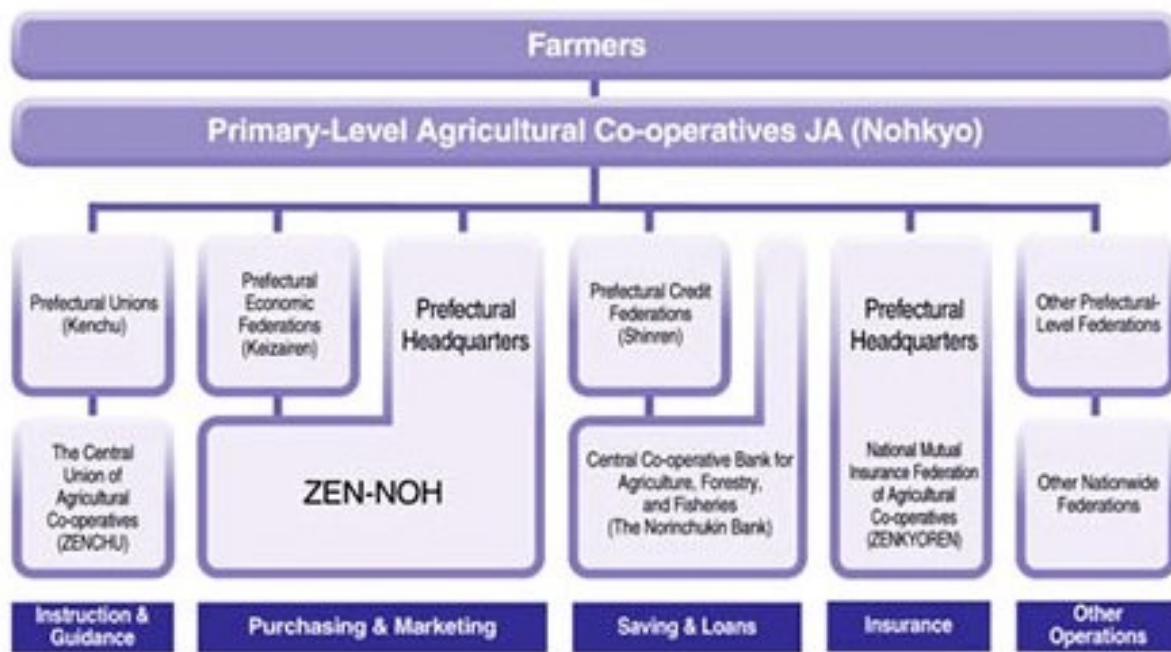 Farmers
Primary-Level Agricultural Co-operatives JA (Nohkyo)
Prefectural Unions
(Kenchu)
Prefectural
Economic
Federations
(Keizairen)
Prefectural
Headquarters
Prefectural Credit
Federations
(Shinren)
Prefectural
Headquarters
Other Prefectural-
Level Federations
The Central
Union of
Agricultural
Co-operatives
(ZENCHU)
ZEN-NOH
Central Co-operative Bank for
Agriculture, Forestry,
and Fisheries
(The Norinchukin Bank)
National Mutual
Insurance Federation
of Agricultural
Co-operatives
(ZENKYOREN)
Other Nationwide
Federations
Instruction &
Guidance
Purchasing & Marketing
Saving & Loans
Insurance
Other
Operations